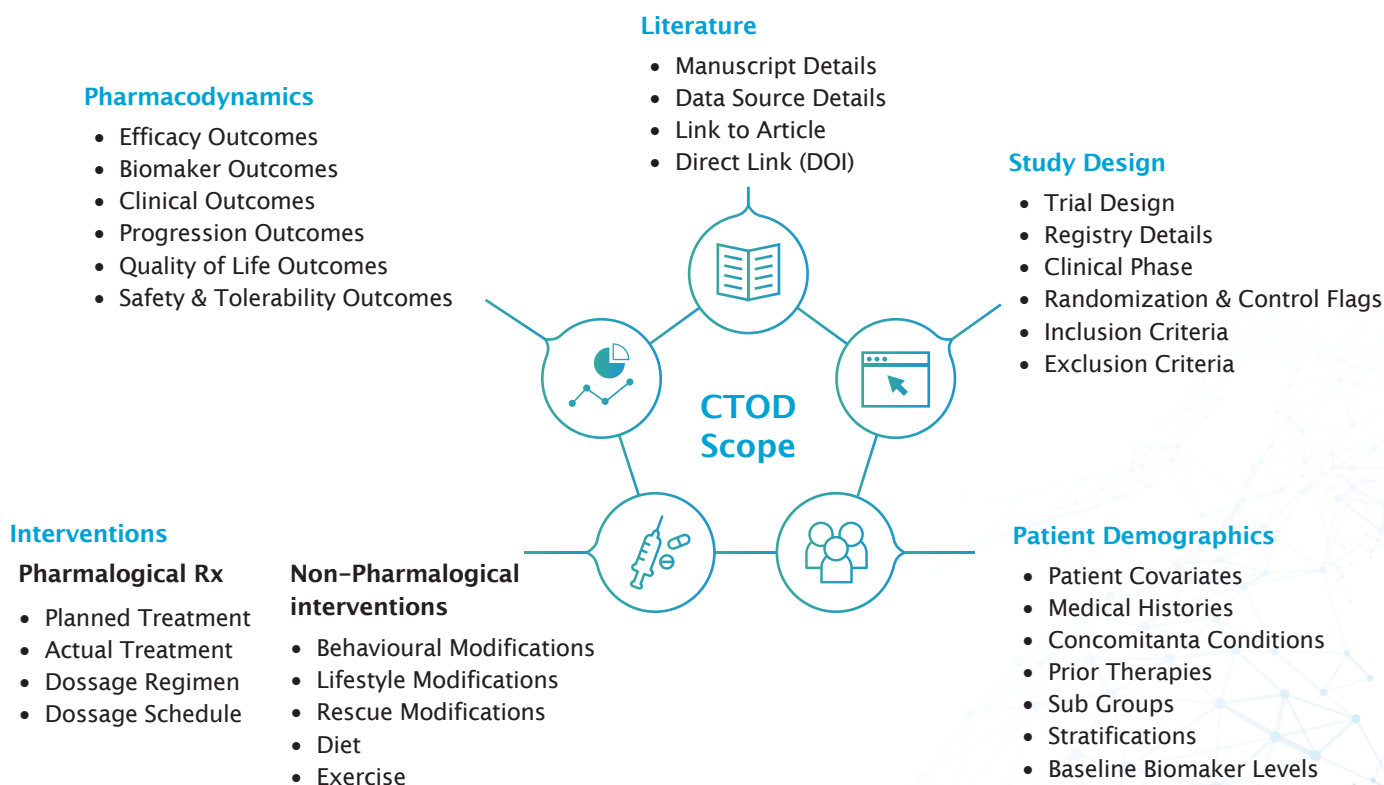 Literature
• Manuscript Details
• Data Source Details
• Link to Article
• Direct Link (DOI)
Pharmacodynamics
• Efficacy Outcomes
• Biomaker Outcomes
• Clinical Outcomes
• Progression Outcomes
• Quality of Life Outcomes
• Safety & Tolerability Outcomes
Study Design
• Trial Design
• Registry Details
• Clinical Phase
• Randomization & Control Flags
• Inclusion Criteria
• Exclusion Criteria
CTOD
Scope
Interventions
Pharmalogical Rx
• Planned Treatment
• Actual Treatment
• Dossage Regimen
• Dossage Schedule
Non-Pharmalogical
interventions
• Behavioural Modifications
• Lifestyle Modifications
• Rescue Modifications
• Diet
• Exercise
Patient Demographics
• Patient Covariates
• Medical Histories
• Concomitanta Conditions
• Prior Therapies
• Sub Groups
• Stratifications
• Baseline Biomaker Levels